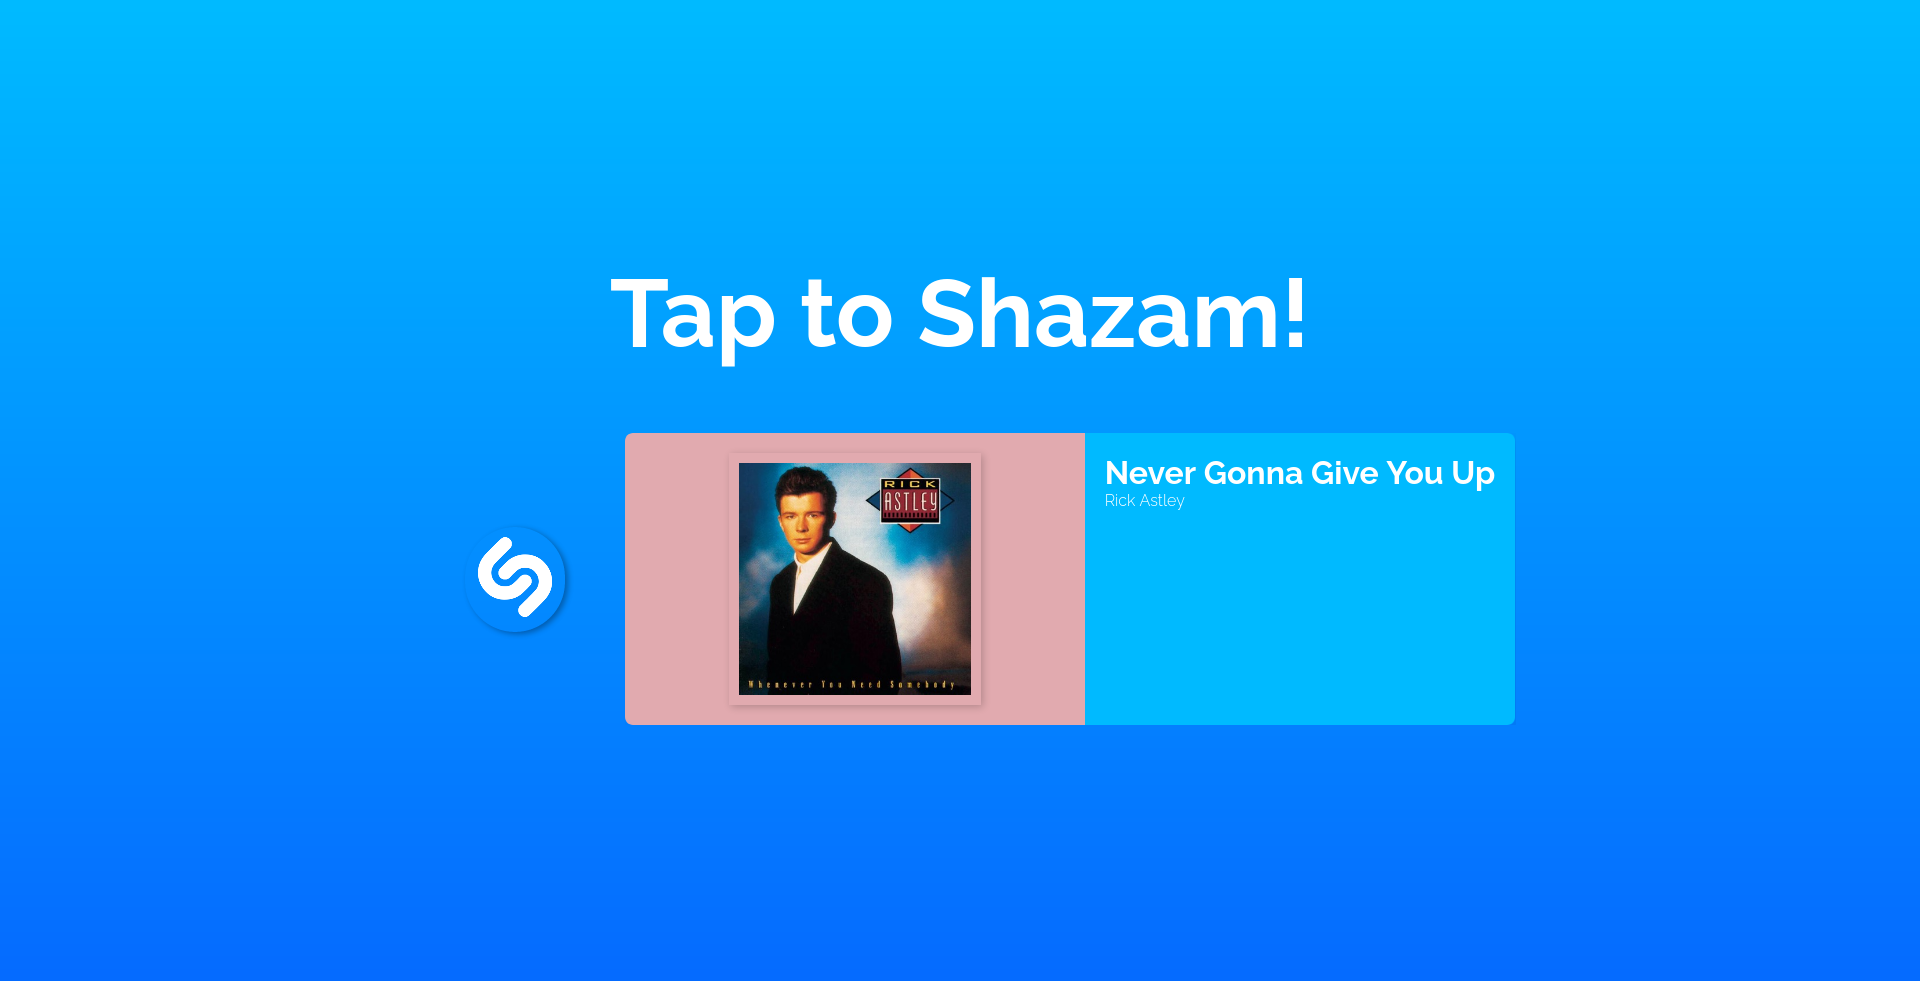 Tap to Shazam!
RICK
ASTLEY
Whenever You Need Somebody
Never Gonna Give You Up
Rick Astley